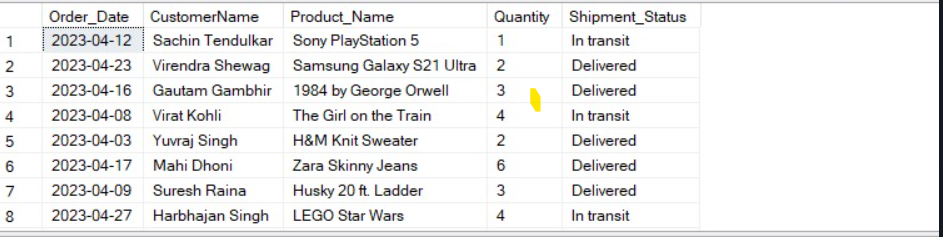 Order_Date CustomerName Product_Name Quantity Shipment_Status
1 2023-04-12 Sachin Tendulkar Sony PlayStation 5 1 In transit
2 2023-04-23 Virendra Shewag Samsung Galaxy S21 Ultra 2 Delivered
3 2023-04-16 Gautam Gambhir 1984 by George Orwell 3 Delivered
4 2023-04-08 Virat Kohli The Girl on the Train 4 In transit
5 2023-04-03 Yuvraj Singh H&M Knit Sweater 2 Delivered
6 2023-04-17 Mahi Dhoni Zara Skinny Jeans 6 Delivered
7 2023-04-09 Suresh Raina Husky 20 ft. Ladder 3 Delivered
8 2023-04-27 Harbhajan Singh LEGO Star Wars 4 In transit